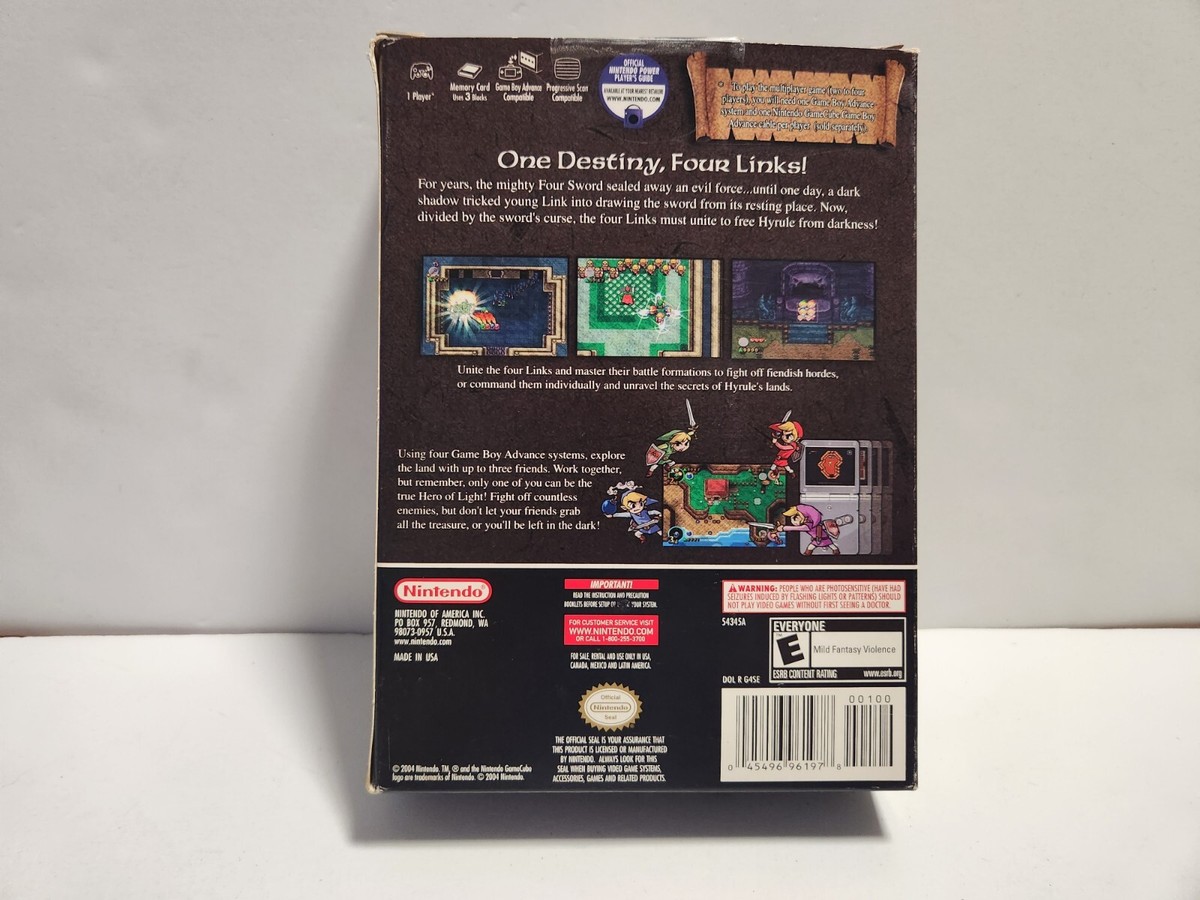 1 Player*
Memory Card
Uses 3 Blocks
Game Boy Advance
Compatible
Progressive Scan
Compatible
OFFICIAL
NINTENDO POWER
PLAYER'S GUIDE
AVAILABLE AT YOUR NEAREST RETAILER!
WWW.NINTENDO.COM
* To play the multiplayer game (two to four
players), you will need one Game Boy Advance
system and one Nintendo GameCube Game Boy
Advance cable per player (sold separately).
One Destiny, Four Links!
For years, the mighty Four Sword sealed away an evil force...until one day, a dark
shadow tricked young Link into drawing the sword from its resting place. Now,
divided by the sword's curse, the four Links must unite to free Hyrule from darkness!
Unite the four Links and master their battle formations to fight off fiendish hordes,
or command them individually and unravel the secrets of Hyrule's lands.
Using four Game Boy Advance systems, explore
the land with up to three friends. Work together,
but remember, only one of you can be the
true Hero of Light! Fight off countless
enemies, but don't let your friends grab
all the treasure, or you'll be left in the dark!
Nintendo®
NINTENDO OF AMERICA INC.
PO BOX 957, REDMOND, WA
98073-0957 U.S.A.
www.nintendo.com
MADE IN USA
© 2004 Nintendo. TM, ® and the Nintendo GameCube
logo are trademarks of Nintendo. © 2004 Nintendo.
IMPORTANT!
READ THE INSTRUCTION AND PRECAUTION
BOOKLETS BEFORE SETUP YOUR SYSTEM.
FOR CUSTOMER SERVICE VISIT
WWW.NINTENDO.COM
OR CALL 1-800-255-3700
FOR SALE, RENTAL AND USE ONLY IN USA,
CANADA, MEXICO AND LATIN AMERICA.
Official
Nintendo
Seal
THE OFFICIAL SEAL IS YOUR ASSURANCE THAT
THIS PRODUCT IS LICENSED OR MANUFACTURED
BY NINTENDO. ALWAYS LOOK FOR THIS
SEAL WHEN BUYING VIDEO GAME SYSTEMS,
ACCESSORIES, GAMES AND RELATED PRODUCTS.
WARNING: PEOPLE WHO ARE PHOTOSENSITIVE (HAVE HAD
SEIZURES INDUCED BY FLASHING LIGHTS OR PATTERNS) SHOULD
NOT PLAY VIDEO GAMES WITHOUT FIRST SEEING A DOCTOR.
54345A
EVERYONE
E
Mild Fantasy Violence
ESRB CONTENT RATING www.esrb.org
DOL R G4SE
00100
0 45496 96197 8